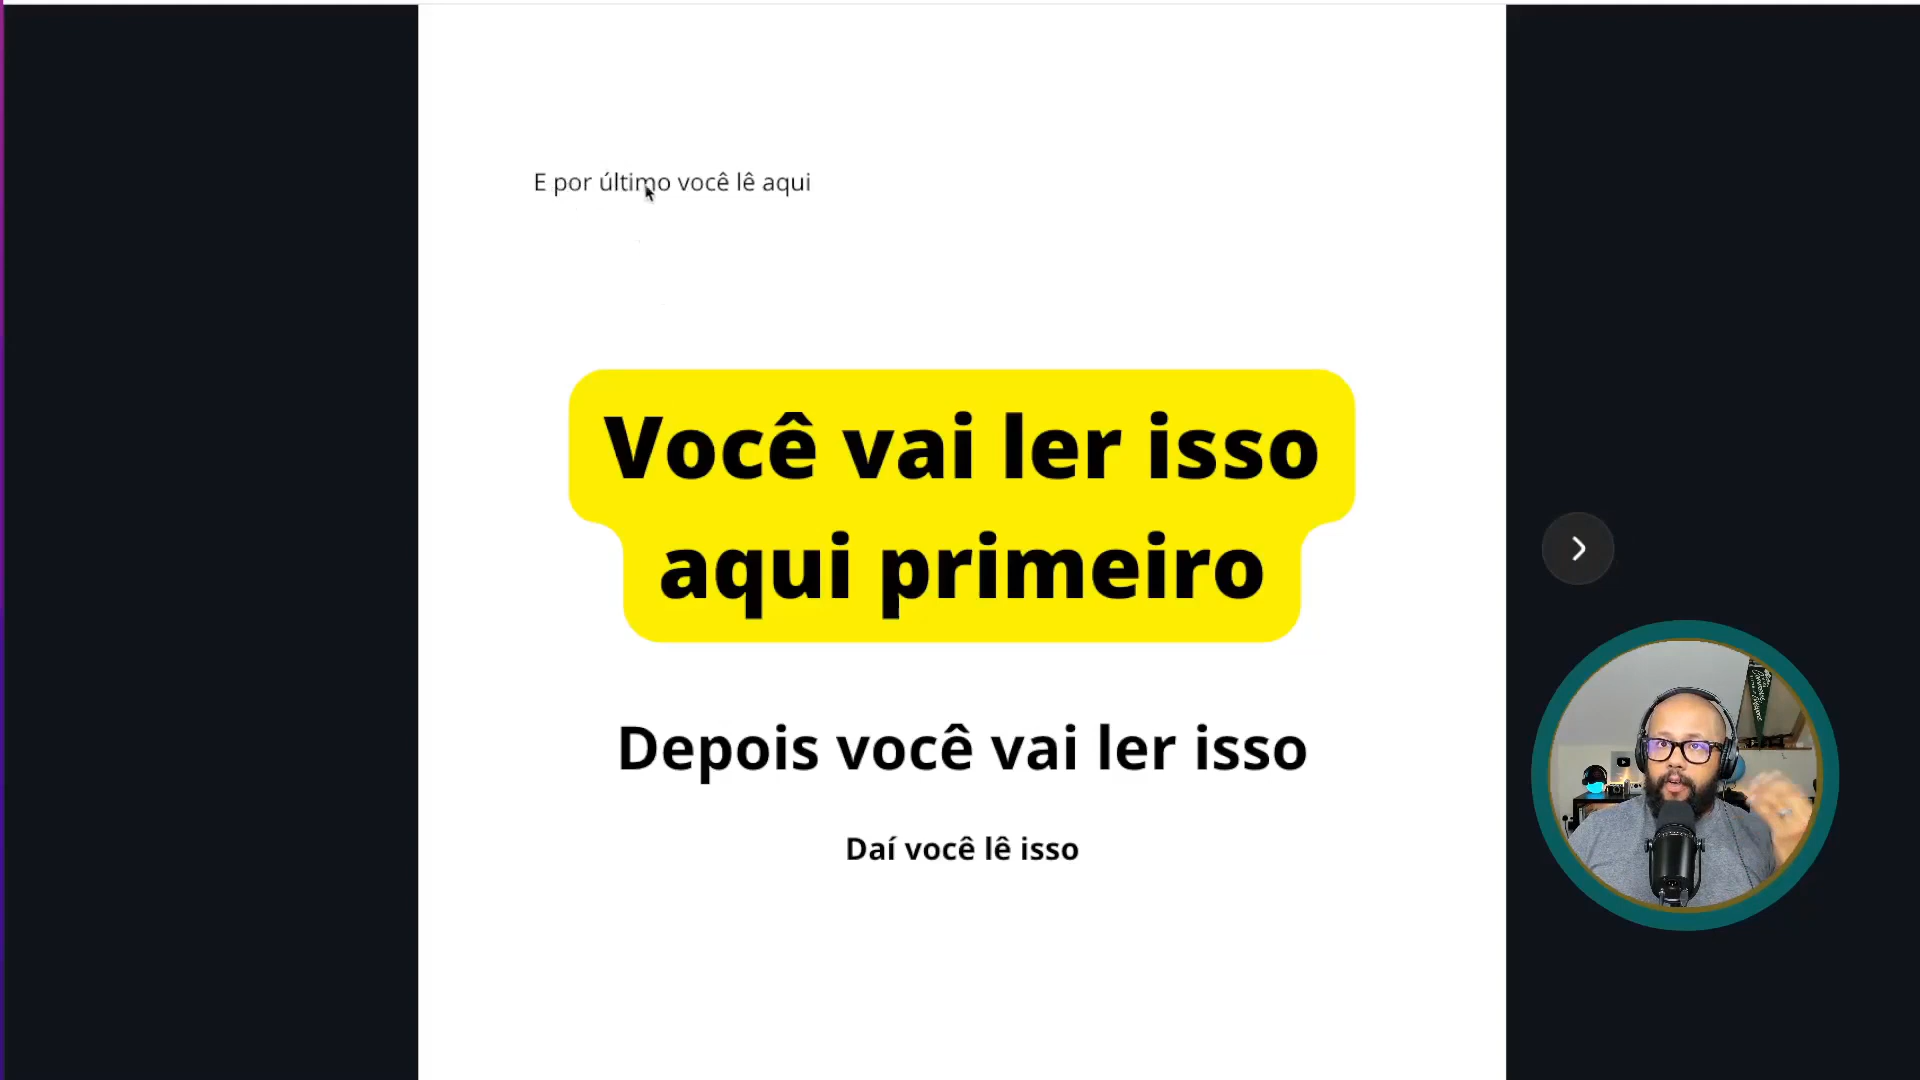 E por último você lê aqui
Você vai ler isso
aqui primeiro
Depois você vai ler isso
Daí você lê isso